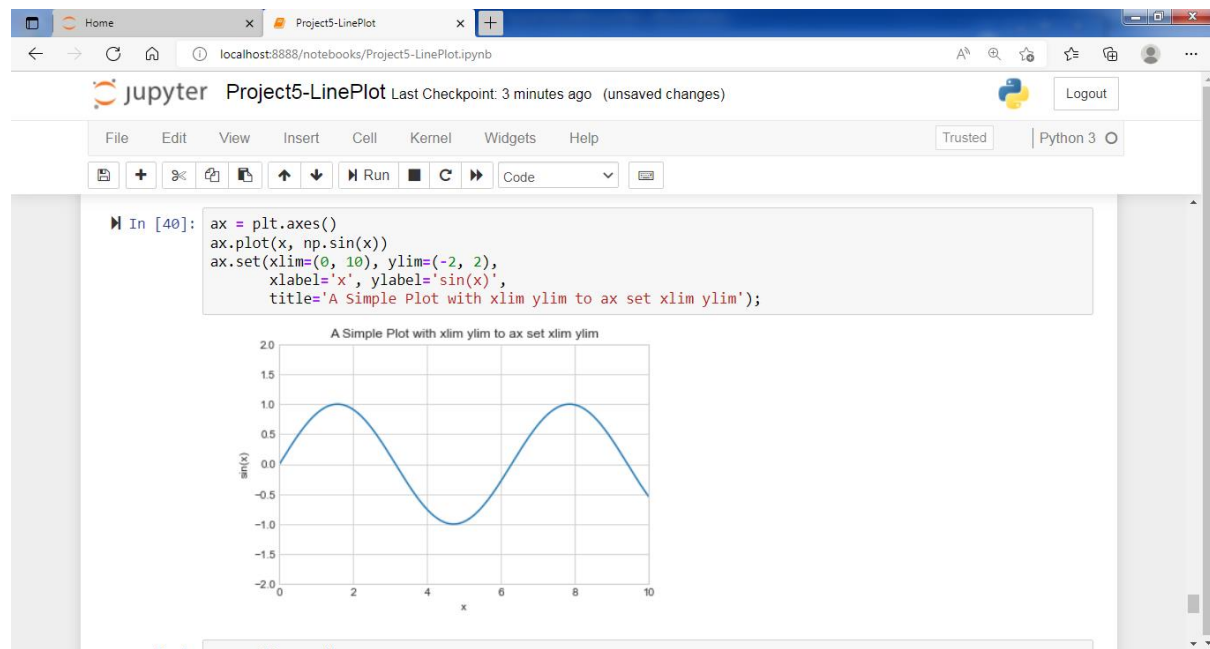 Home
Project5-LinePlot
localhost:8888/notebooks/Project5-LinePlot.ipynb
jupyter Project5-LinePlot Last Checkpoint: 3 minutes ago (unsaved changes)
Logout
File Edit View Insert Cell Kernel Widgets Help
Trusted Python 3
Run Code
In [40]: ax = plt.axes()
ax.plot(x, np.sin(x))
ax.set(xlim=(0, 10), ylim=(-2, 2),
xlabel='x', ylabel='sin(x)',
title='A Simple Plot with xlim ylim to ax set xlim ylim');
A Simple Plot with xlim ylim to ax set xlim ylim
2.0
1.5
1.0
0.5
0.0
−0.5
−1.0
−1.5
−2.0
sin(x)
0 2 4 6 8 10
x